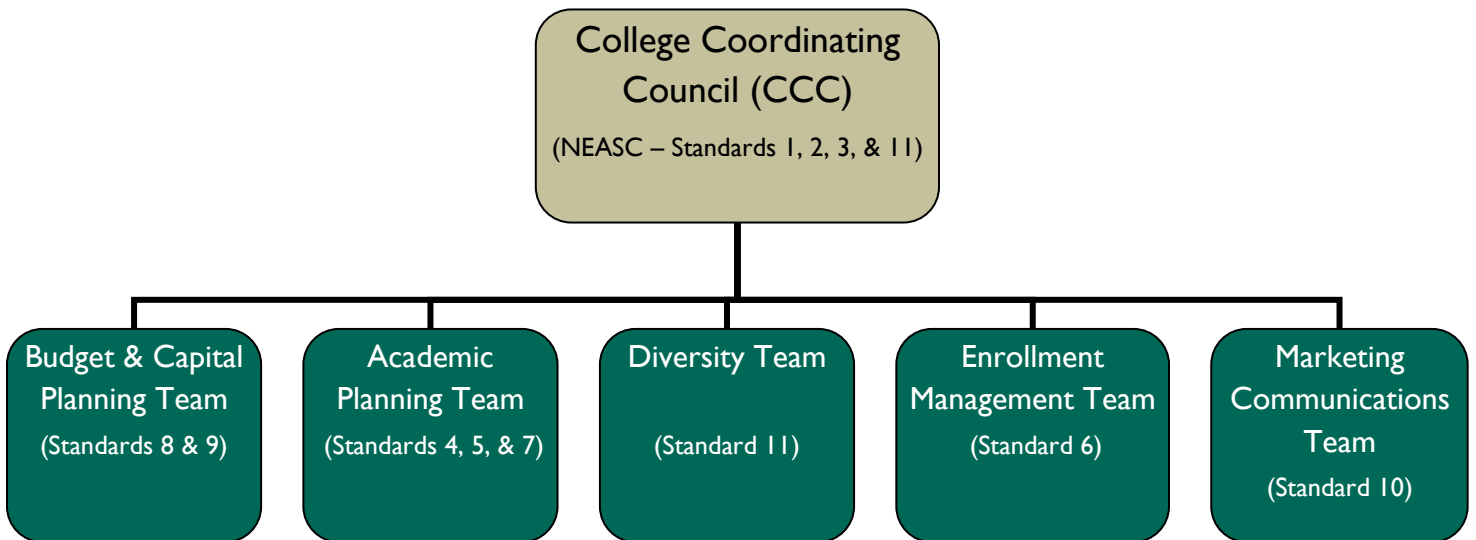 College Coordinating
Council (CCC)
(NEASC – Standards 1, 2, 3, & 11)
Budget & Capital
Planning Team
(Standards 8 & 9)
Academic
Planning Team
(Standards 4, 5, & 7)
Diversity Team
(Standard 11)
Enrollment
Management Team
(Standard 6)
Marketing
Communications
Team
(Standard 10)